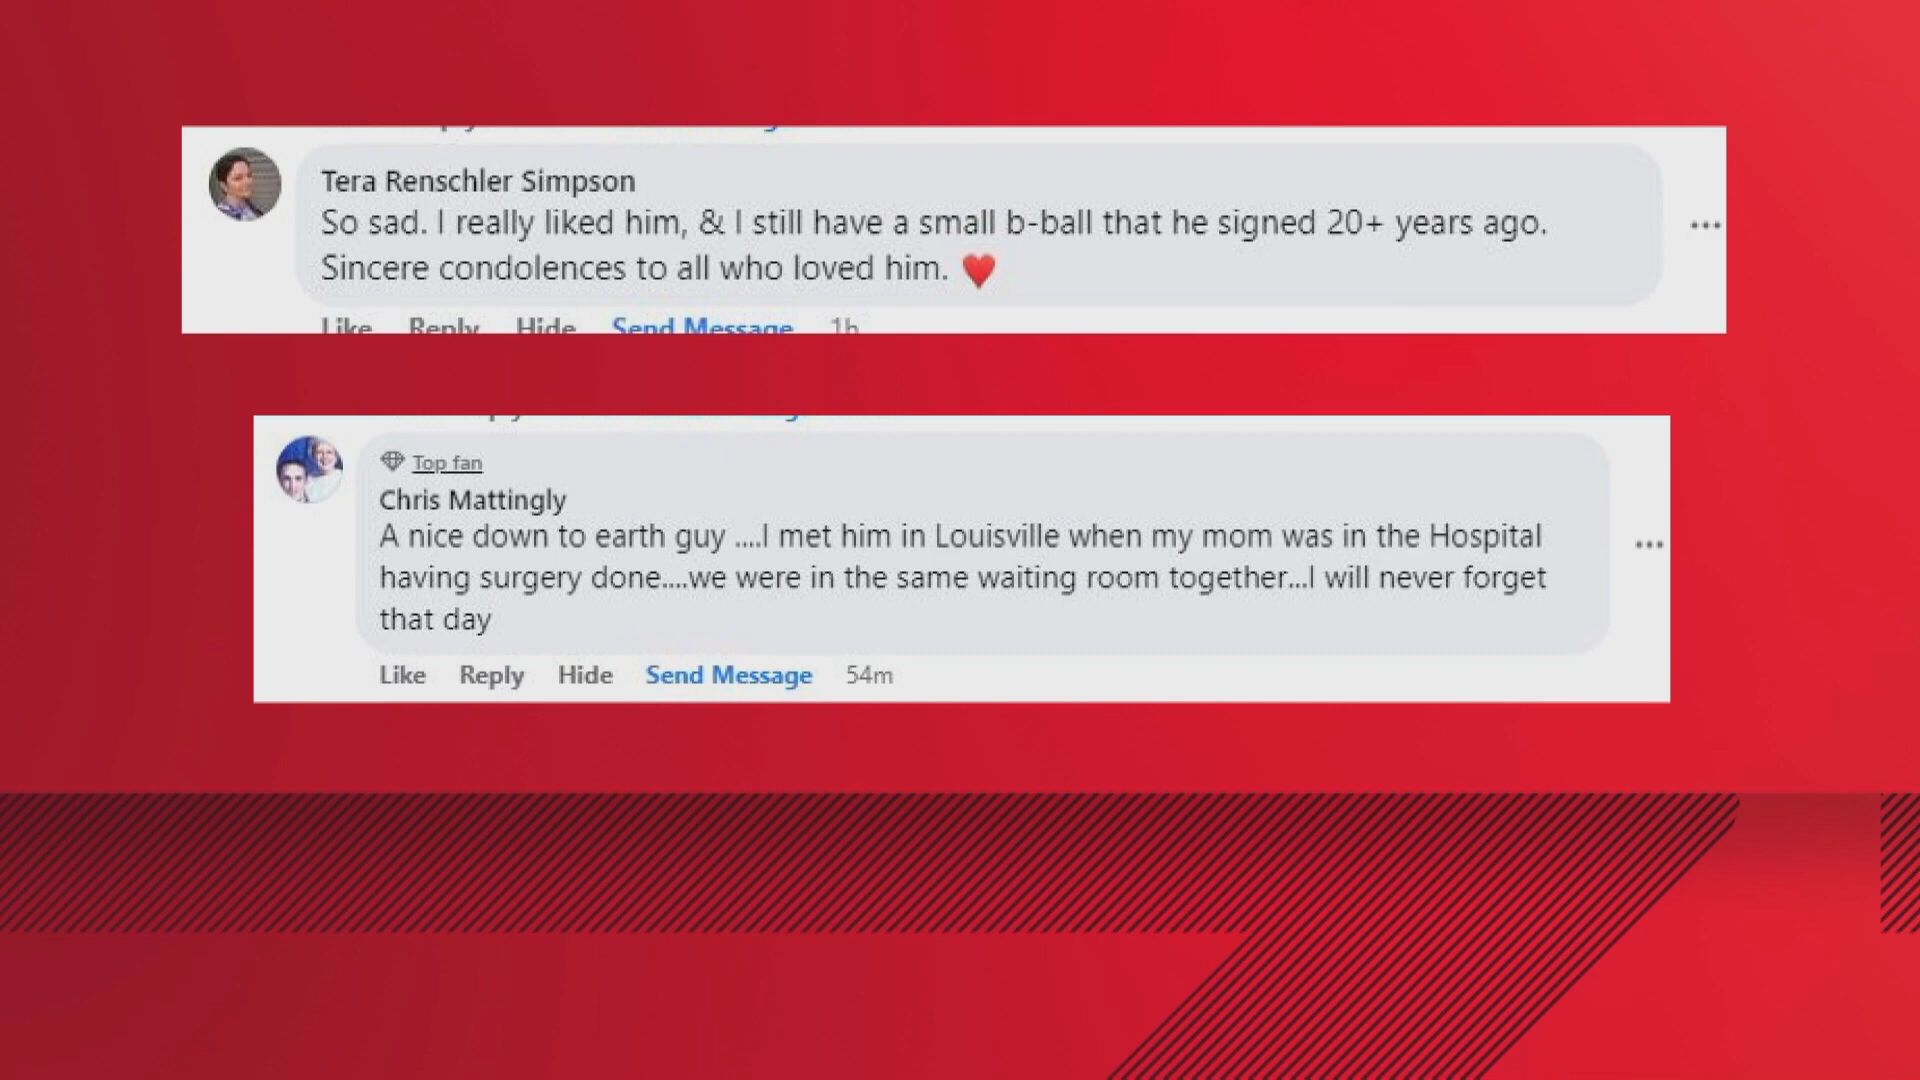 Tera Renschler Simpson
So sad. I really liked him, & I still have a small b-ball that he signed 20+ years ago.
Sincere condolences to all who loved him. ❤️
Like Reply Hide Send Message 1h
Top fan
Chris Mattingly
A nice down to earth guy ....I met him in Louisville when my mom was in the Hospital
having surgery done....we were in the same waiting room together...I will never forget
that day
Like Reply Hide Send Message 54m